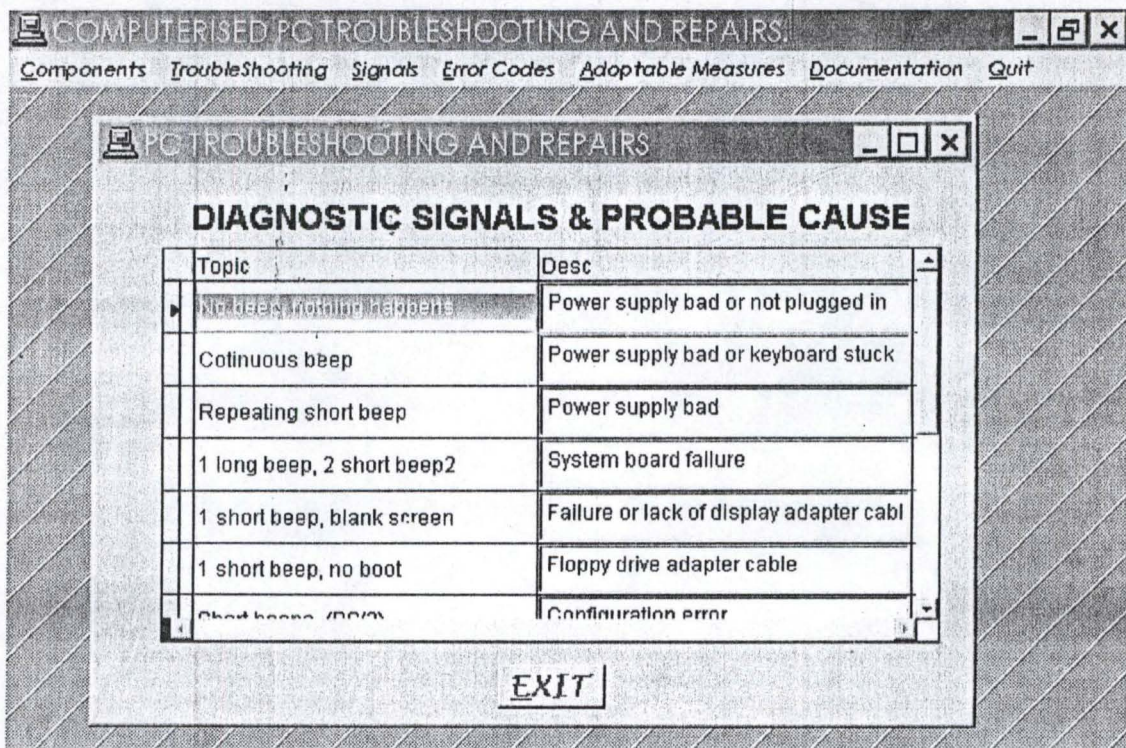 COMPUTERISED PC TROUBLESHOOTING AND REPAIRS.
Components TroubleShooting Signals Error Codes Adoptable Measures Documentation Quit
PC TROUBLESHOOTING AND REPAIRS
DIAGNOSTIC SIGNALS & PROBABLE CAUSE
Topic Desc
No beep, nothing happens Power supply bad or not plugged in
Cotinuous beep Power supply bad or keyboard stuck
Repeating short beep Power supply bad
1 long beep, 2 short beep2 System board failure
1 short beep, blank screen Failure or lack of display adapter cabl
1 short beep, no boot Floppy drive adapter cable
Short beeps (PS/2) Configuration error
EXIT